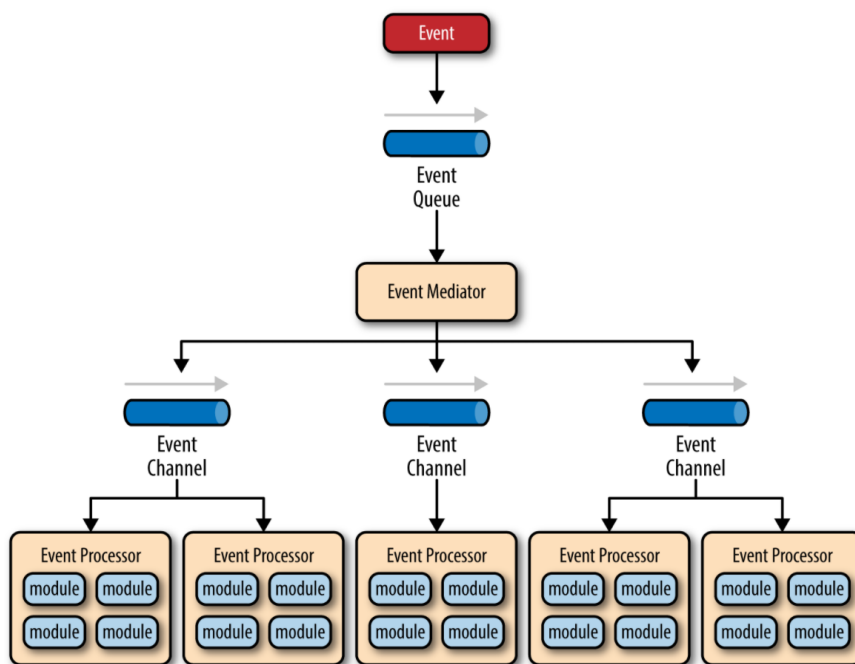 Event
Event
Queue
Event Mediator
Event
Channel
Event
Channel
Event
Channel
Event Processor
module module
module module
Event Processor
module module
module module
Event Processor
module module
module module
Event Processor
module module
module module
Event Processor
module module
module module